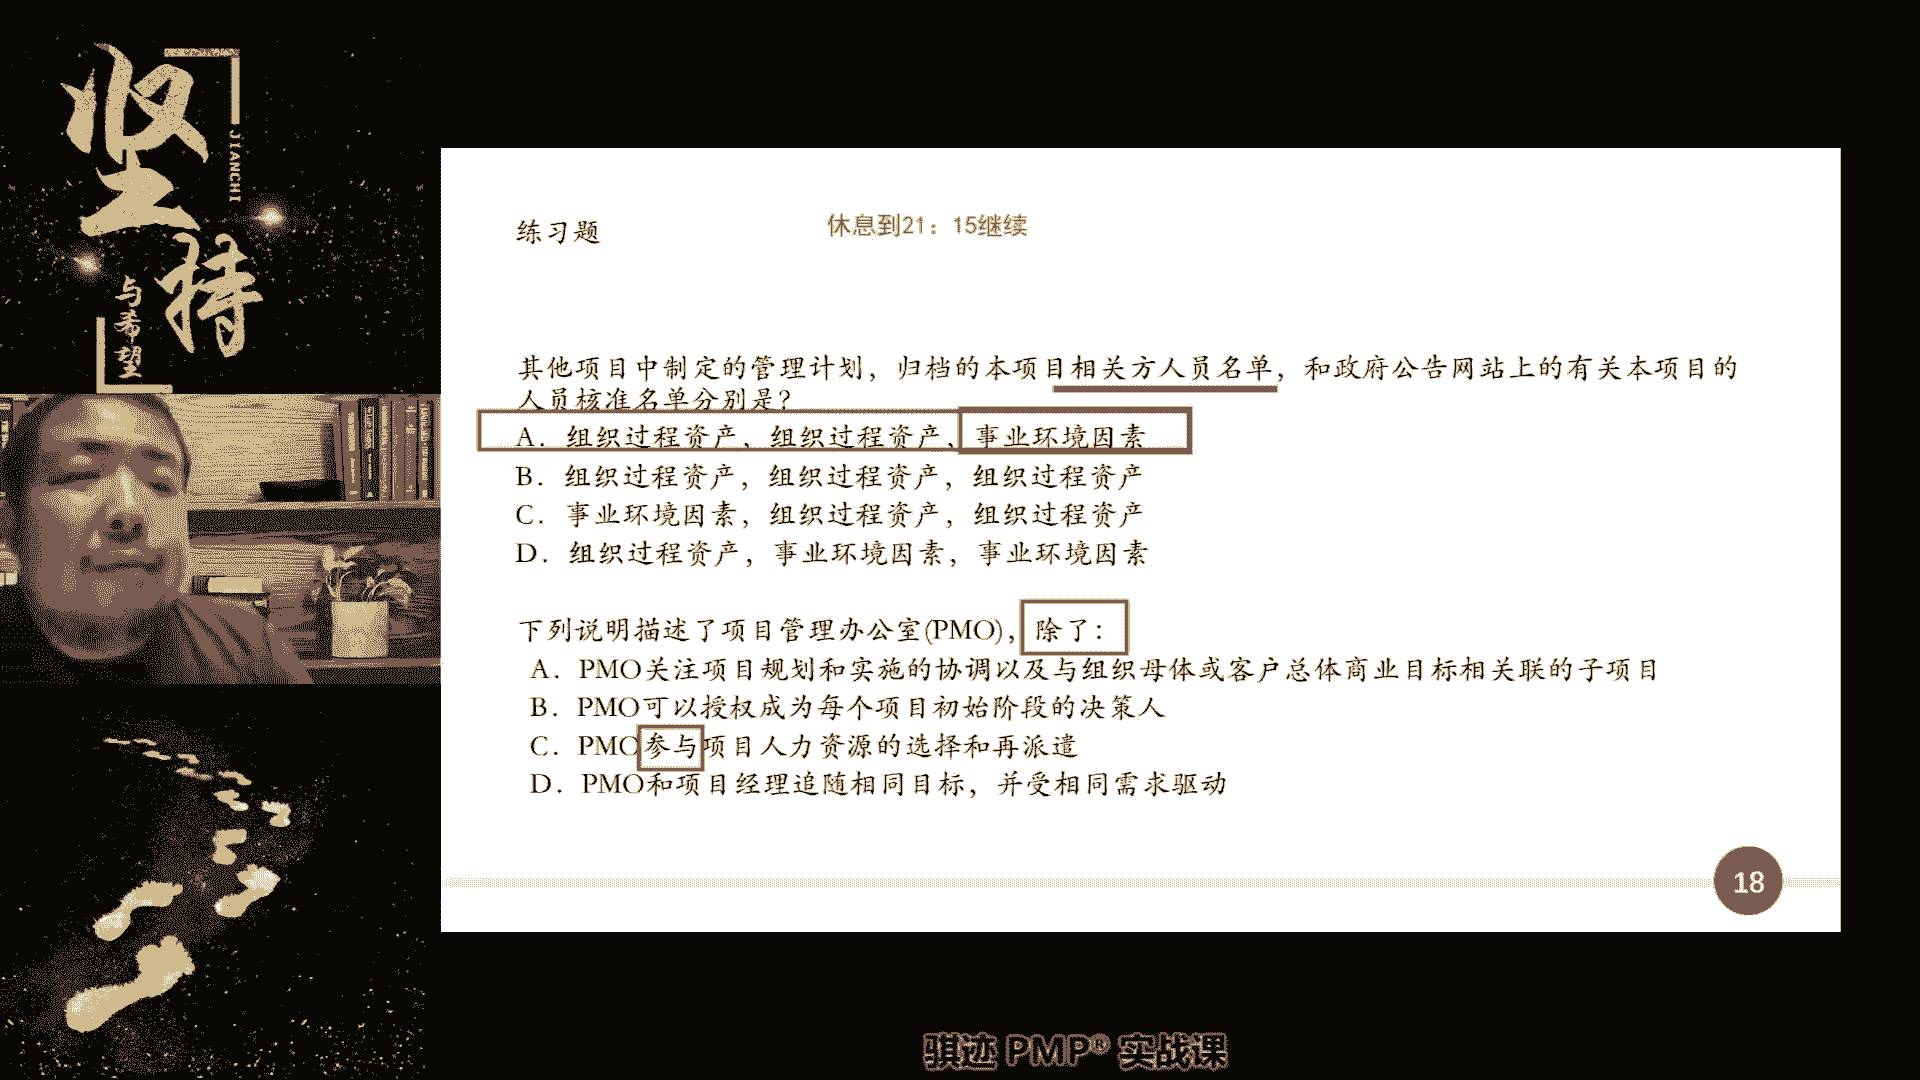 坚持
JIANCHI
与希望
练习题
休息到21：15继续
其他项目中制定的管理计划，归档的本项目相关方人员名单，和政府公告网站上的有关本项目的
人员核准名单分别是？
A．组织过程资产，组织过程资产，事业环境因素
B．组织过程资产，组织过程资产，组织过程资产
C．事业环境因素，组织过程资产，组织过程资产
D．组织过程资产，事业环境因素，事业环境因素
下列说明描述了项目管理办公室(PMO)，除了：
A．PMO关注项目规划和实施的协调以及与组织母体或客户总体商业目标相关联的子项目
B．PMO可以授权成为每个项目初始阶段的决策人
C．PMO参与项目人力资源的选择和再派遣
D．PMO和项目经理追随相同目标，并受相同需求驱动
18
骐迹 PMP® 实战课